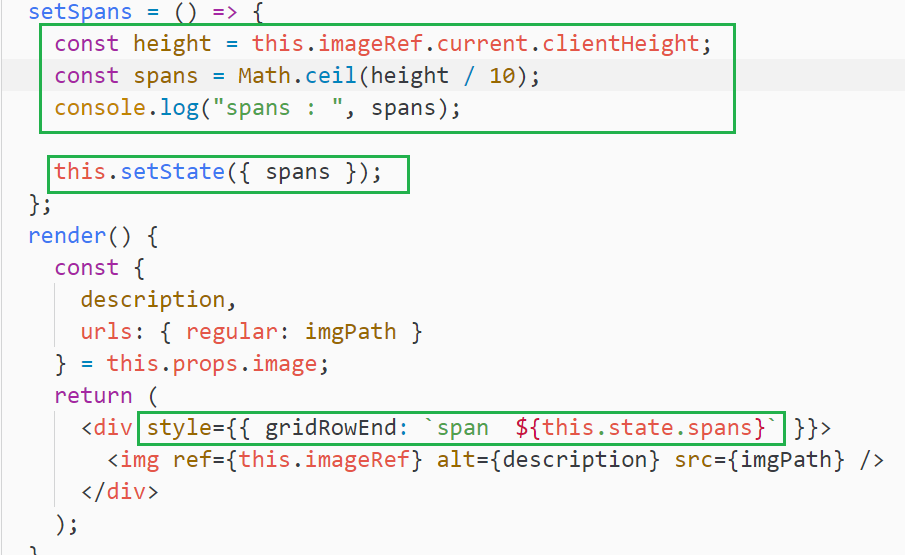 setSpans = () => {
const height = this.imageRef.current.clientHeight;
const spans = Math.ceil(height / 10);
console.log("spans : ", spans);
this.setState({ spans });
};
render() {
const {
description,
urls: { regular: imgPath }
} = this.props.image;
return (
<div style={{ gridRowEnd: `span  ${this.state.spans}` }}>
<img ref={this.imageRef} alt={description} src={imgPath} />
</div>
);
}